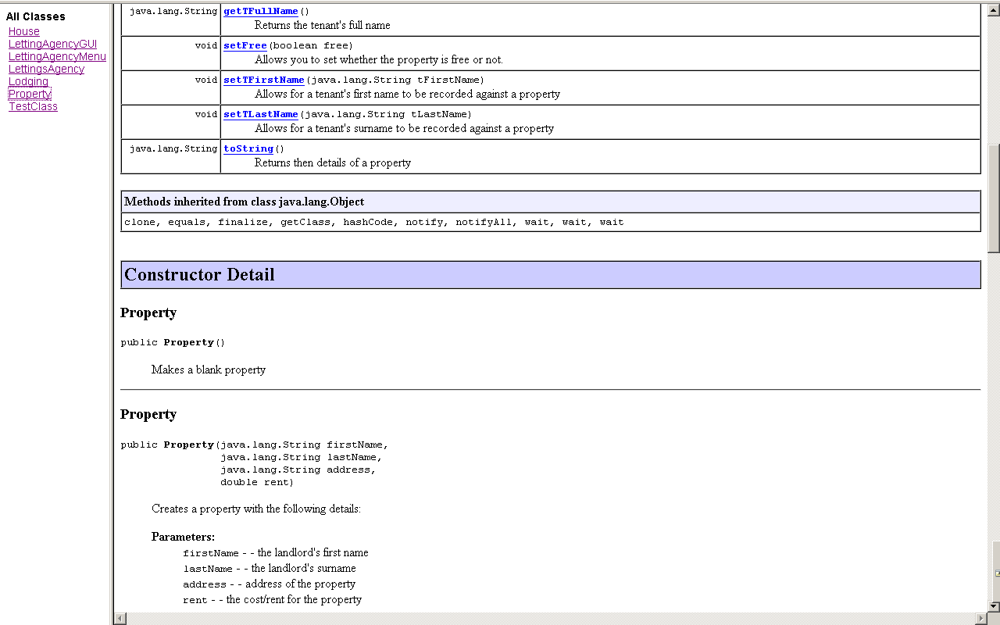 All Classes
House
LettingAgencyGUI
LettingAgencyMenu
LettingsAgency
Lodging
Property
TestClass
java.lang.String getTFullName()
Returns the tenant's full name
void setFree(boolean free)
Allows you to set whether the property is free or not.
void setTFirstName(java.lang.String tFirstName)
Allows for a tenant's first name to be recorded against a property
void setTLastName(java.lang.String tLastName)
Allows for a tenant's surname to be recorded against a property
java.lang.String toString()
Returns then details of a property
Methods inherited from class java.lang.Object
clone, equals, finalize, getClass, hashCode, notify, notifyAll, wait, wait, wait
Constructor Detail
Property
public Property()
Makes a blank property
Property
public Property(java.lang.String firstName,
java.lang.String lastName,
java.lang.String address,
double rent)
Creates a property with the following details:
Parameters:
firstName - - the landlord's first name
lastName - - the landlord's surname
address - - address of the property
rent - - the cost/rent for the property